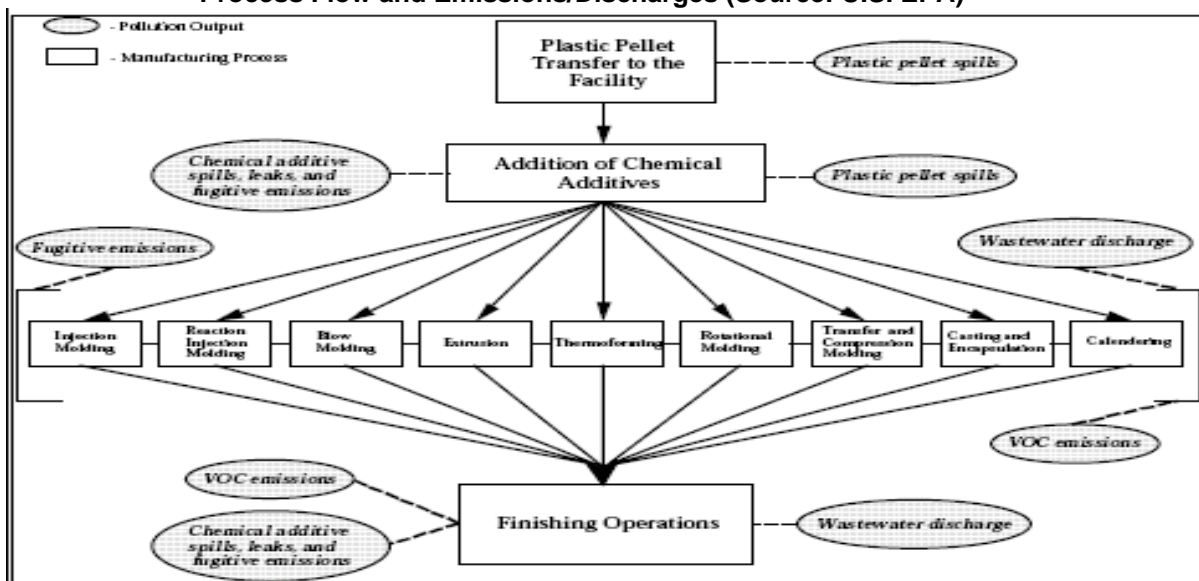 Process Flow and Emissions/Discharges (Source: U.S. EPA)
- Pollution Output
- Manufacturing Process
Plastic Pellet
Transfer to the
Facility
Plastic pellet spills
Chemical additive
spills, leaks, and
fugitive emissions
Addition of Chemical
Additives
Plastic pellet spills
Fugitive emissions
Wastewater discharge
Injection
Molding
Reaction
Injection
Molding
Blow
Molding
Extrusion
Thermoforming
Rotational
Molding
Transfer and
Compression
Molding
Casting and
Encapsulation
Calendering
VOC emissions
VOC emissions
Chemical additive
spills, leaks, and
fugitive emissions
Finishing Operations
Wastewater discharge